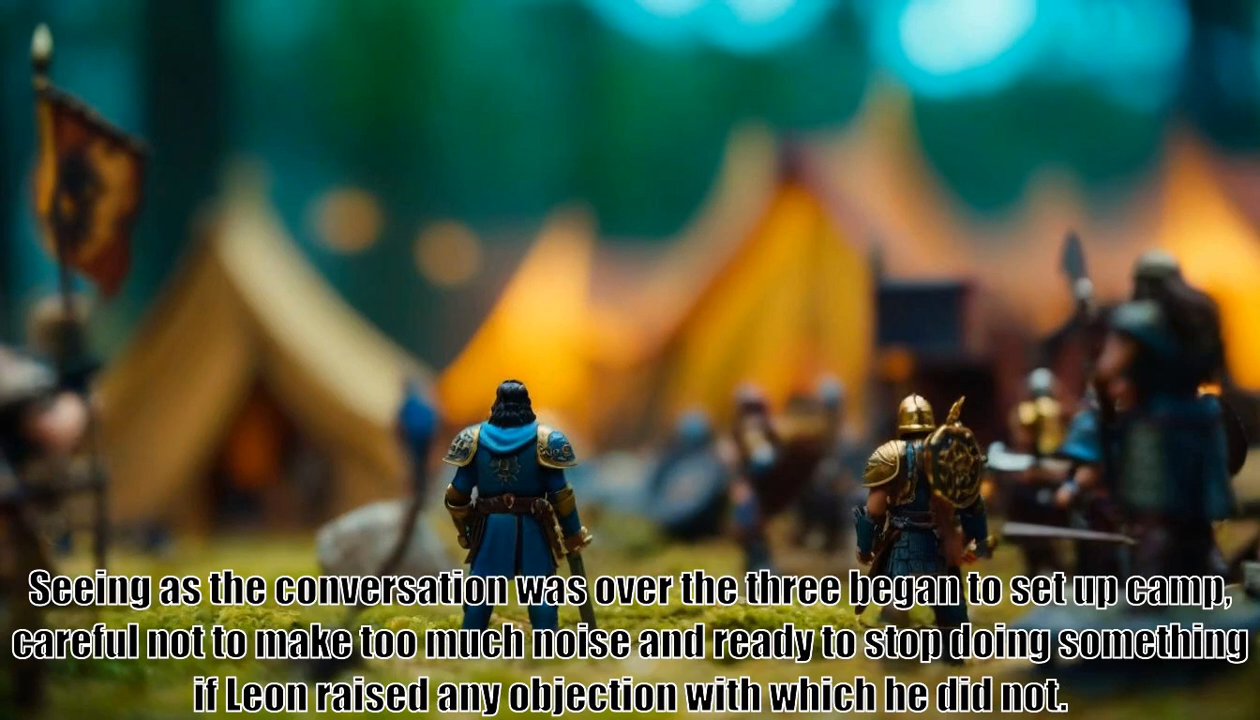 Seeing as the conversation was over the three began to set up camp,
careful not to make too much noise and ready to stop doing something
if Leon raised any objection with which he did not.